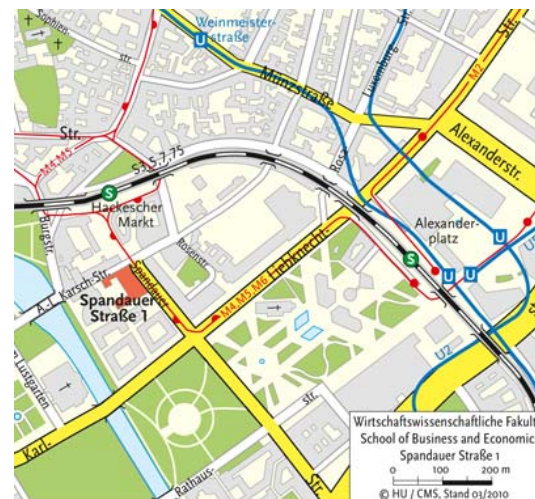 Weinmeister-
straße
U
Sophien
str.
Münzstraße
Luxemburg
Str.
M2
Str.
M4,M5
S3,5,7,75
Rosa
Alexanderstr.
S
Hackescher
Markt
Burgstr.
Rosenstr.
Alexander-
platz
U
S
U
U
A.-L. Karsch-Str.
Spandauer
Liebknecht-
M4,M5,M6
Spandauer
Straße 1
Lustgarten
U2
Karl-
str.
Rathaus-
Str.
Wirtschaftswissenschaftliche Fakult
School of Business and Economic
Spandauer Straße 1
0 100 200 m
© HU / CMS, Stand 03/2010